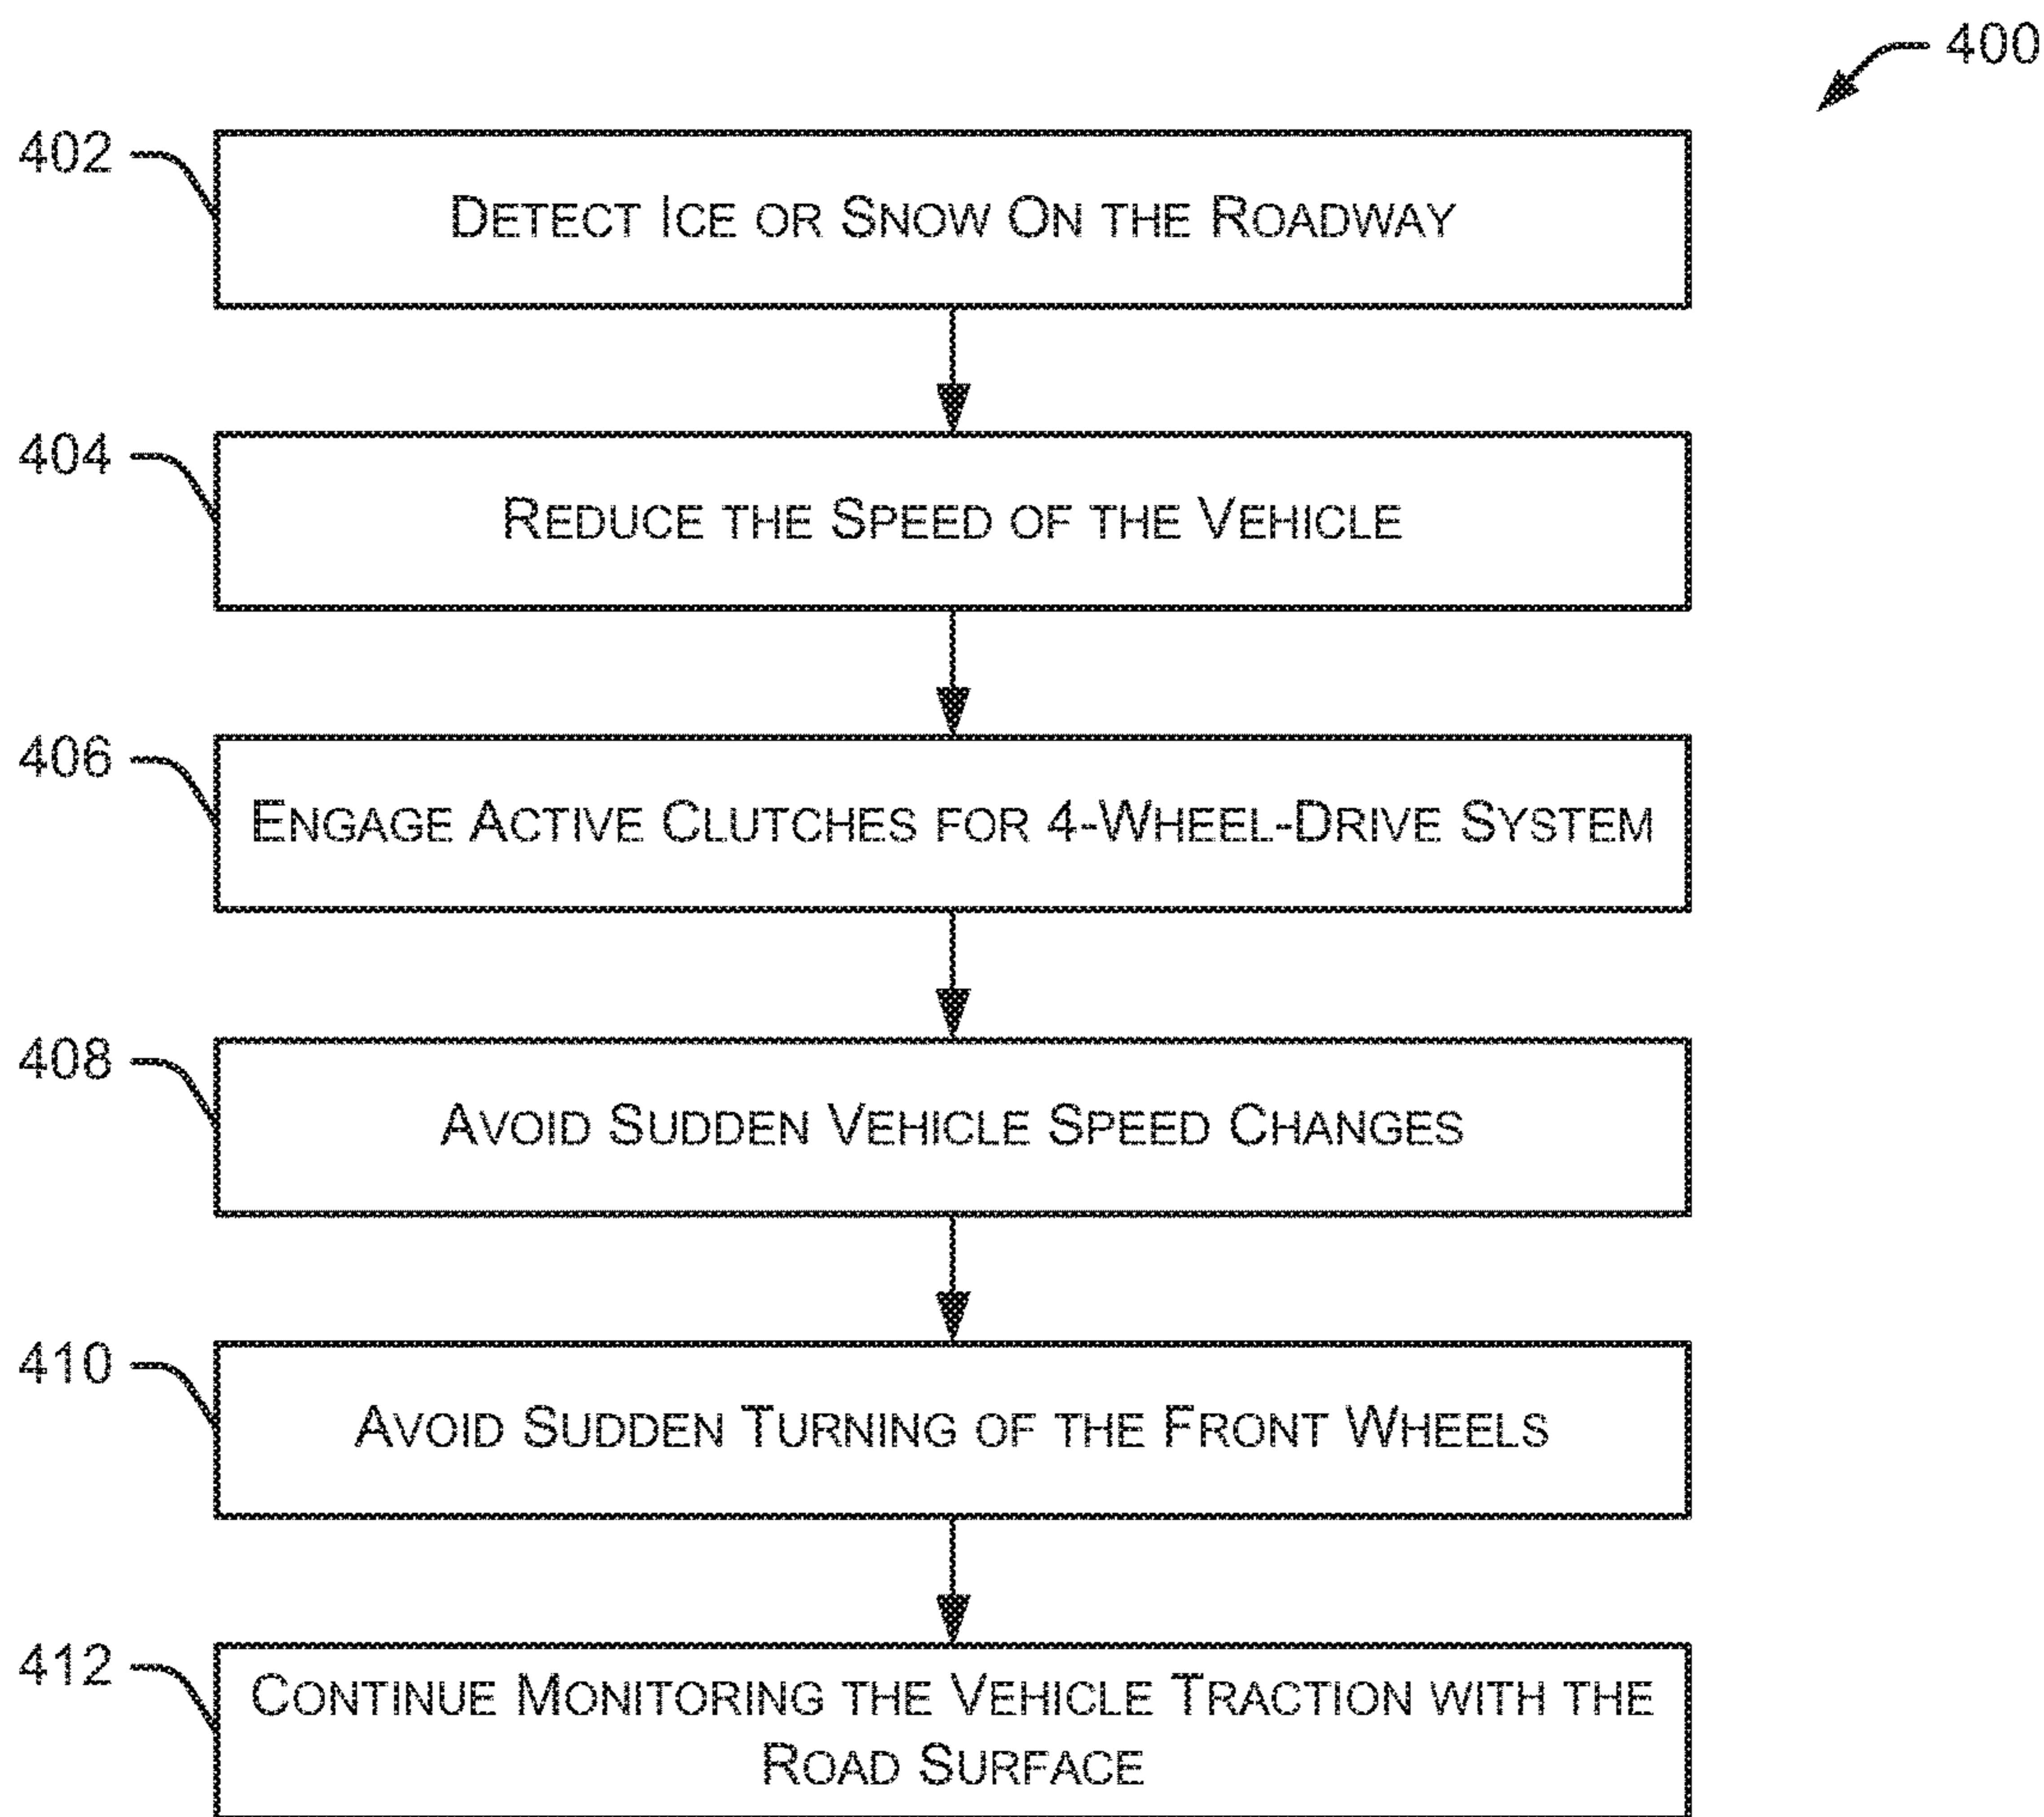 400
402
DETECT ICE OR SNOW ON THE ROADWAY
404
REDUCE THE SPEED OF THE VEHICLE
406
ENGAGE ACTIVE CLUTCHES FOR 4-WHEEL-DRIVE SYSTEM
408
AVOID SUDDEN VEHICLE SPEED CHANGES
410
AVOID SUDDEN TURNING OF THE FRONT WHEELS
412
CONTINUE MONITORING THE VEHICLE TRACTION WITH THE
ROAD SURFACE